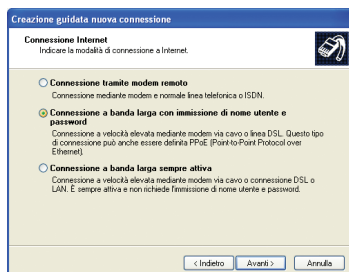 Creazione guidata nuova connessione
Connessione Internet
Indicare la modalità di connessione a Internet.
Connessione tramite modem remoto
Connessione mediante modem e normale linea telefonica o ISDN.
Connessione a banda larga con immissione di nome utente e
password
Connessione a velocità elevata mediante modem via cavo o linea DSL. Questo tipo
di connessione può anche essere definita PPoE (Point-to-Point Protocol over
Ethernet).
Connessione a banda larga sempre attiva
Connessione a velocità elevata mediante modem via cavo o connessione DSL o
LAN. È sempre attiva e non richiede l'immissione di nome utente e password.
< Indietro Avanti > Annulla